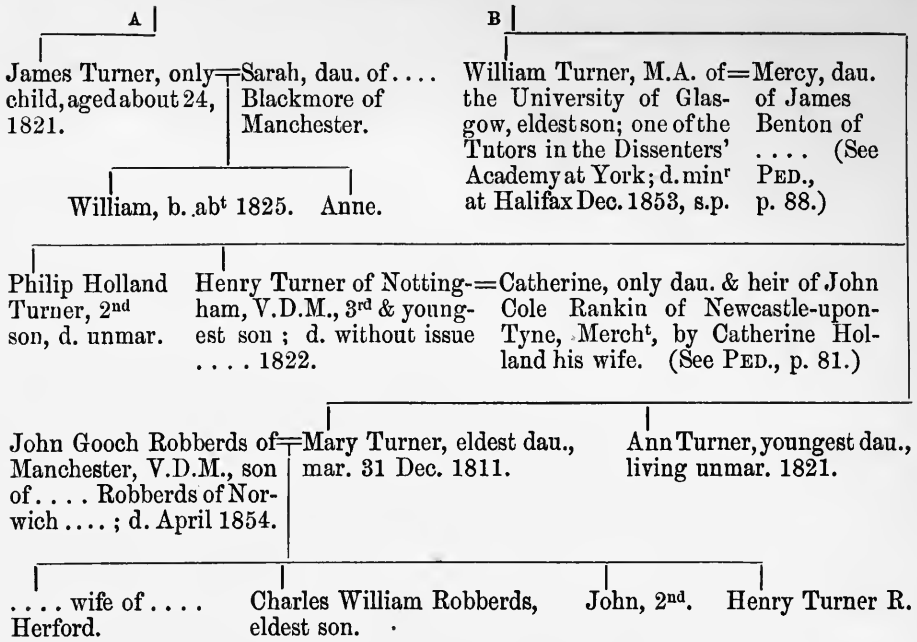 A
B
James Turner, only
child, aged about 24,
1821.
=Sarah, dau. of . . . .
Blackmore of
Manchester.
William Turner, M.A. of
the University of Glas-
gow, eldest son; one of the
Tutors in the Dissenters'
Academy at York; d. minʳ
at Halifax Dec. 1853, s.p.
=Mercy, dau.
of James
Benton of
. . . . (See
PED.,
p. 88.)
William, b. abᵗ 1825.
Anne.
Philip Holland
Turner, 2ⁿᵈ
son, d. unmar.
Henry Turner of Notting-
ham, V.D.M., 3ʳᵈ & young-
est son ; d. without issue
. . . . 1822.
=Catherine, only dau. & heir of John
Cole Rankin of Newcastle-upon-
Tyne, Merchᵗ, by Catherine Hol-
land his wife. (See PED., p. 81.)
John Gooch Robberds of
Manchester, V.D.M., son
of . . . . Robberds of Nor-
wich . . . . ; d. April 1854.
=Mary Turner, eldest dau.,
mar. 31 Dec. 1811.
Ann Turner, youngest dau.,
living unmar. 1821.
. . . . wife of . . . .
Herford.
Charles William Robberds,
eldest son.
John, 2ⁿᵈ.
Henry Turner R.